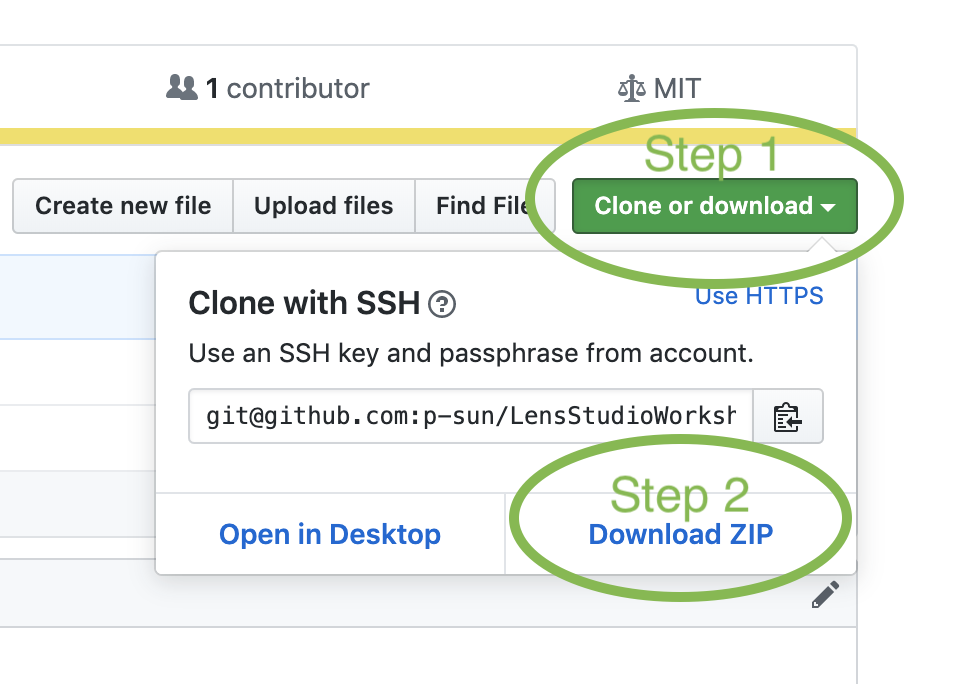 1 contributor MIT
Step 1
Create new file Upload files Find File Clone or download
Clone with SSH ? Use HTTPS
Use an SSH key and passphrase from account.
git@github.com:p-sun/LensStudioWorksh
Step 2
Open in Desktop Download ZIP